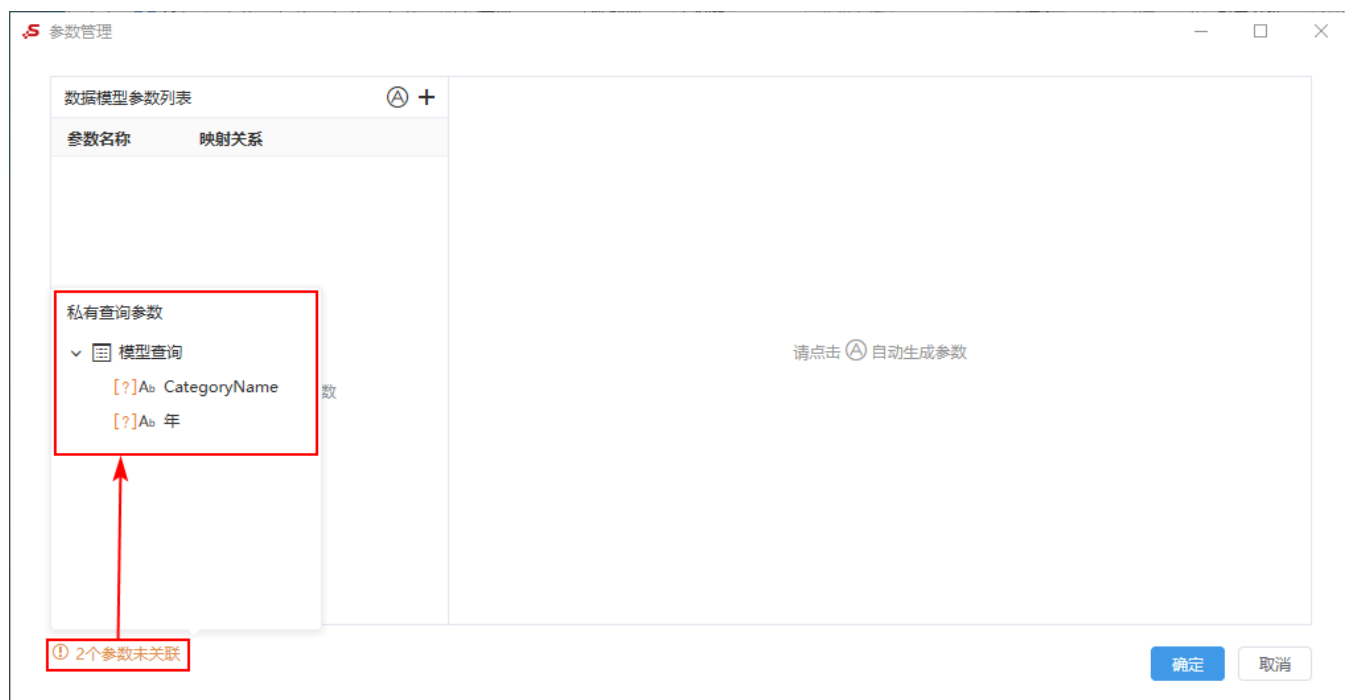 参数管理
数据模型参数列表
参数名称 映射关系
私有查询参数
模型查询
[?]Ab CategoryName
数
[?]Ab 年
请点击 A 自动生成参数
2个参数未关联
确定 取消